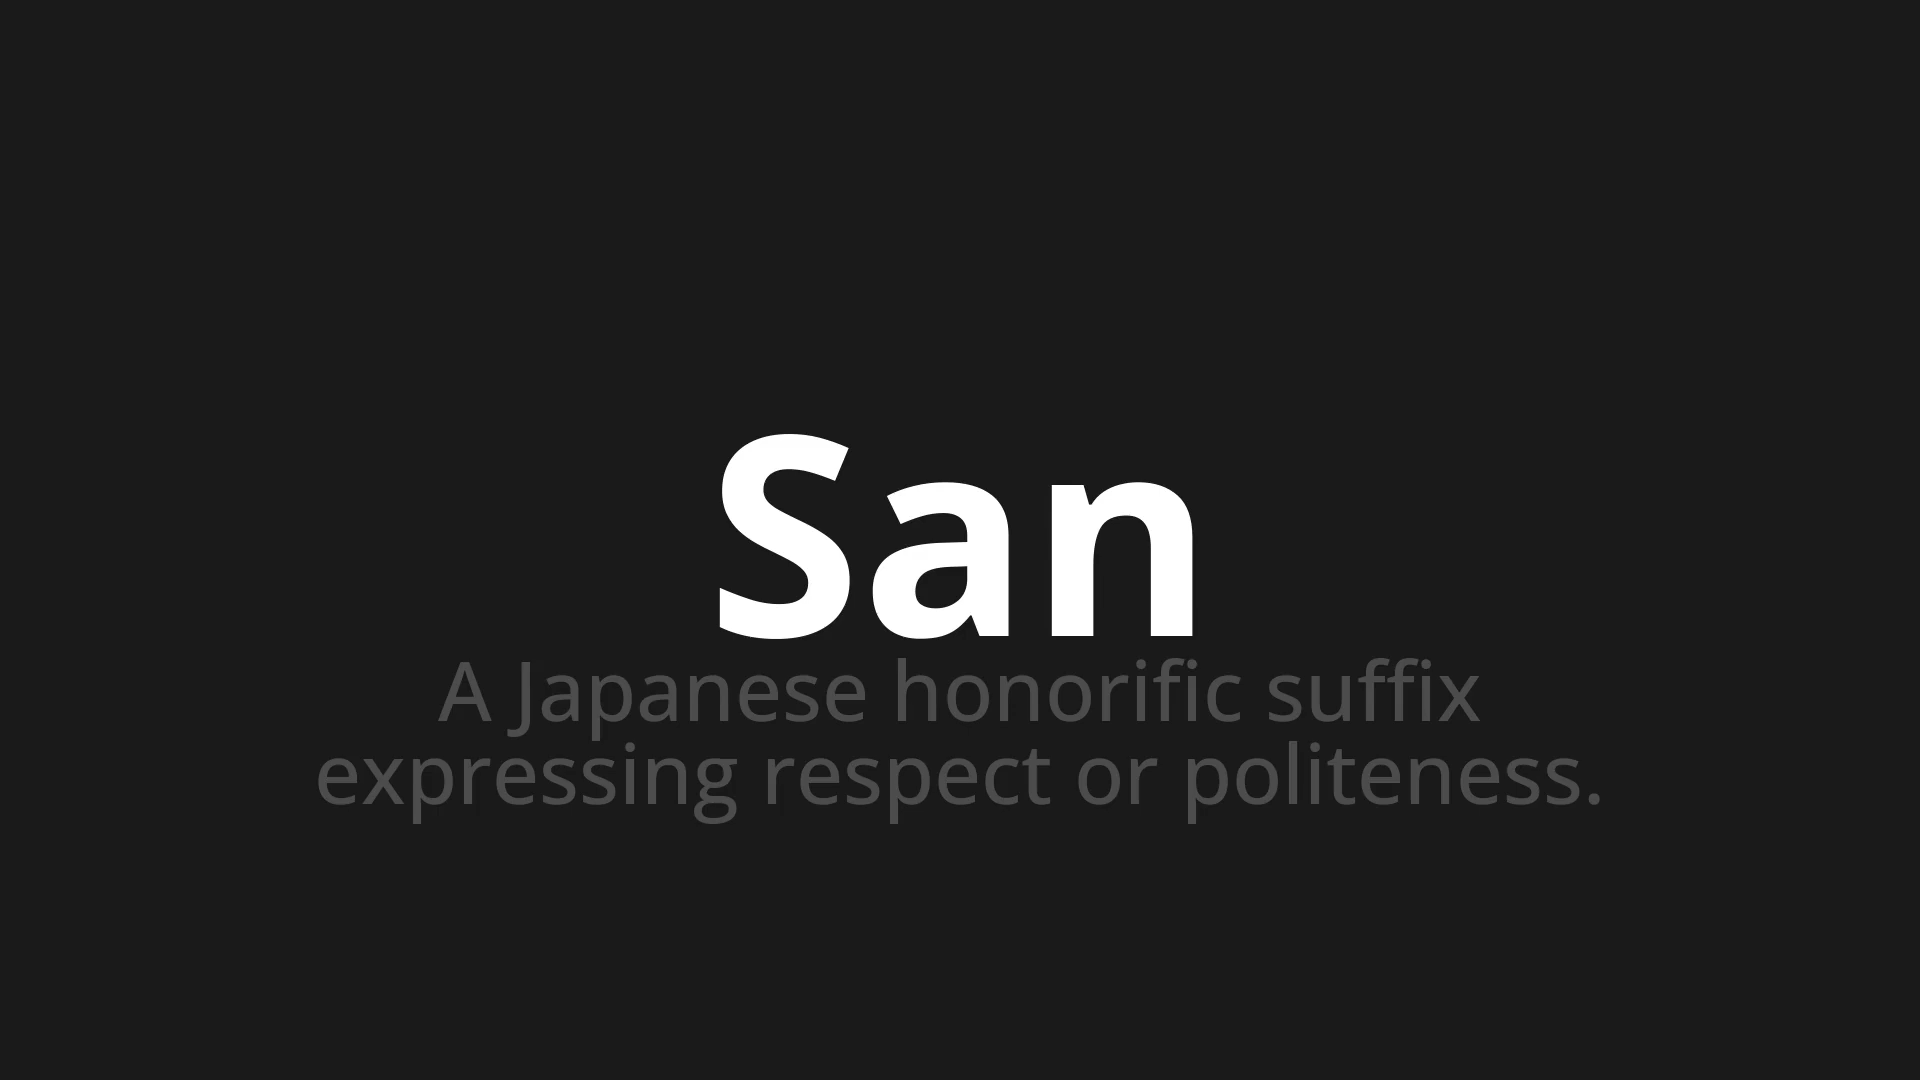 San
A Japanese honorific suffix
expressing respect or politeness.